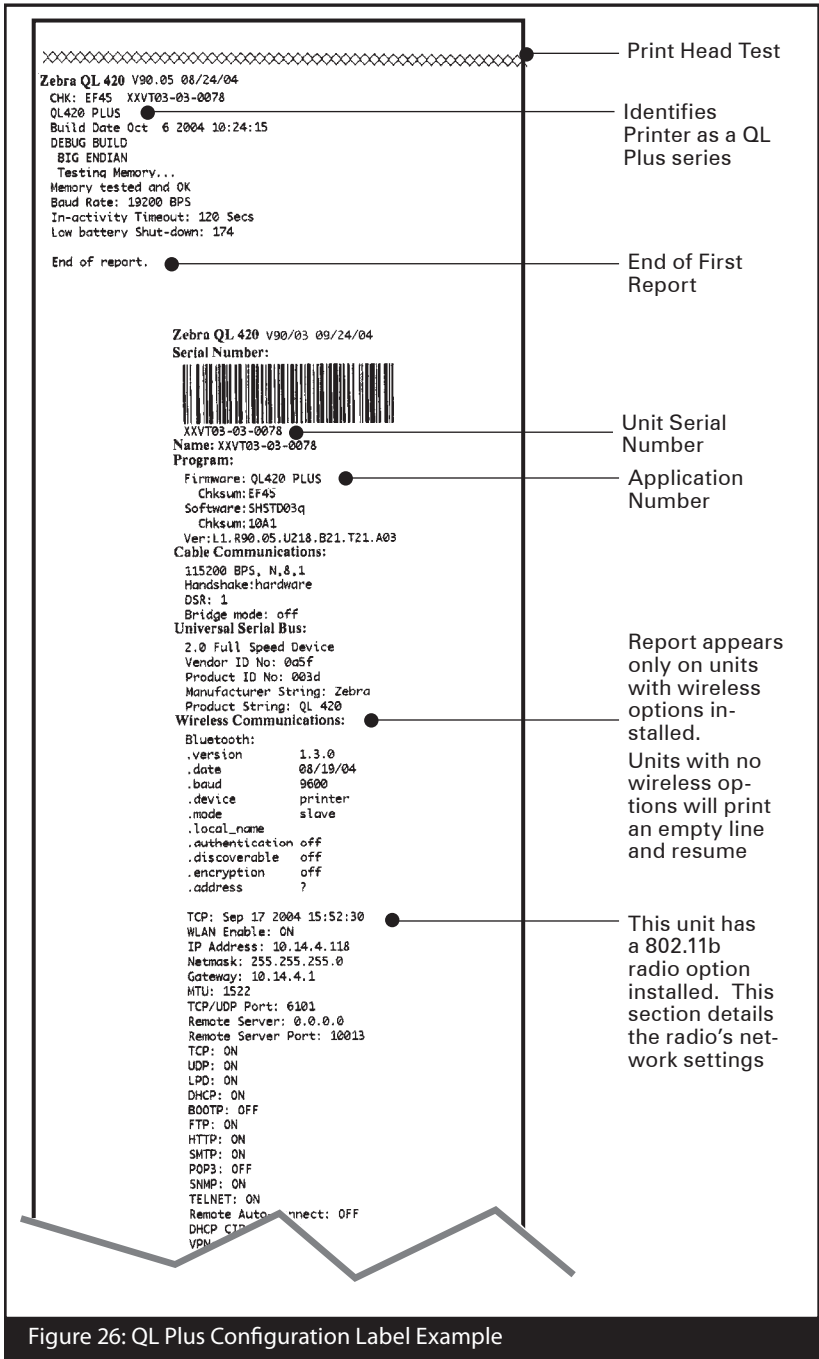 Print Head Test
Zebra QL 420 V90.05 08/24/04
CHK: EF45 XXVT03-03-0078
QL420 PLUS
Build Date Oct 6 2004 10:24:15
DEBUG BUILD
BIG ENDIAN
Testing Memory...
Memory tested and OK
Baud Rate: 19200 BPS
In-activity Timeout: 120 Secs
Low battery Shut-down: 174
Identifies
Printer as a QL
Plus series
End of report.
End of First
Report
Zebra QL 420 V90/03 09/24/04
Serial Number:
XXVT03-03-0078
Unit Serial
Number
Name: XXVT03-03-0078
Program:
Firmware: QL420 PLUS
Chksum: EF45
Software: SHSTD03q
Chksum: 10A1
Ver: L1.R90.05.U218.B21.T21.A03
Application
Number
Cable Communications:
115200 BPS, N,8,1
Handshake: hardware
DSR: 1
Bridge mode: off
Universal Serial Bus:
2.0 Full Speed Device
Vendor ID No: 0a5f
Product ID No: 003d
Manufacturer String: Zebra
Product String: QL 420
Wireless Communications:
Report appears
only on units
with wireless
options in-
stalled.
Units with no
wireless op-
tions will print
an empty line
and resume
Bluetooth:
.version 1.3.0
.date 08/19/04
.baud 9600
.device printer
.mode slave
.local_name
.authentication off
.discoverable off
.encryption off
.address ?
TCP: Sep 17 2004 15:52:30
WLAN Enable: ON
IP Address: 10.14.4.118
Netmask: 255.255.255.0
Gateway: 10.14.4.1
MTU: 1522
TCP/UDP Port: 6101
Remote Server: 0.0.0.0
Remote Server Port: 10013
TCP: ON
UDP: ON
LPD: ON
DHCP: ON
BOOTP: OFF
FTP: ON
HTTP: ON
SMTP: ON
POP3: OFF
SNMP: ON
TELNET: ON
Remote Auto nnect: OFF
DHCP
VPN
This unit has
a 802.11b
radio option
installed. This
section details
the radio's net-
work settings
Figure 26: QL Plus Configuration Label Example